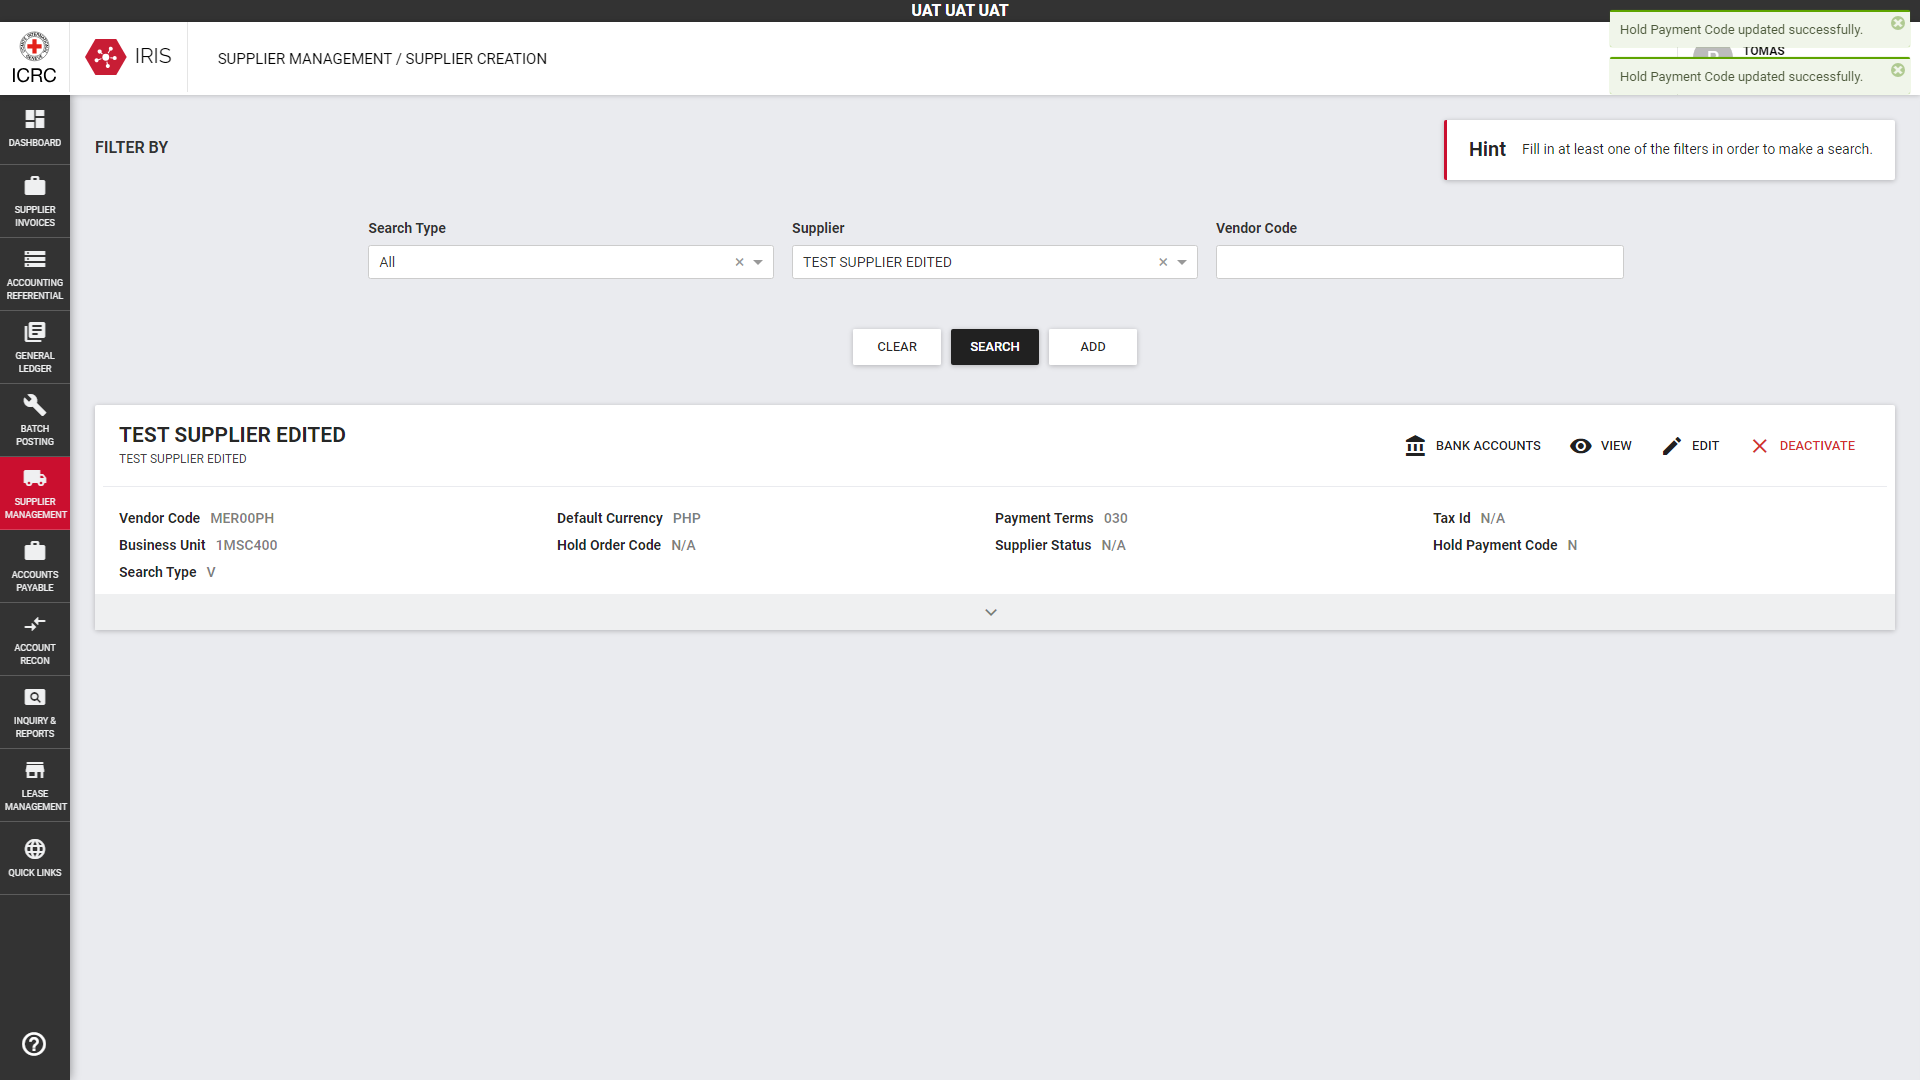 UAT UAT UAT
ICRC
IRIS
SUPPLIER MANAGEMENT / SUPPLIER CREATION
Hold Payment Code updated successfully.
TOMAS
Hold Payment Code updated successfully.
DASHBOARD
SUPPLIER
INVOICES
ACCOUNTING
REFERENTIAL
GENERAL
LEDGER
BATCH
POSTING
SUPPLIER
MANAGEMENT
ACCOUNTS
PAYABLE
ACCOUNT
RECON
INQUIRY &
REPORTS
LEASE
MANAGEMENT
QUICK LINKS
FILTER BY
Hint Fill in at least one of the filters in order to make a search.
Search Type
All
Supplier
TEST SUPPLIER EDITED
Vendor Code
CLEAR
SEARCH
ADD
TEST SUPPLIER EDITED
TEST SUPPLIER EDITED
BANK ACCOUNTS
VIEW
EDIT
DEACTIVATE
Vendor Code MER00PH
Default Currency PHP
Payment Terms 030
Tax Id N/A
Business Unit 1MSC400
Hold Order Code N/A
Supplier Status N/A
Hold Payment Code N
Search Type V